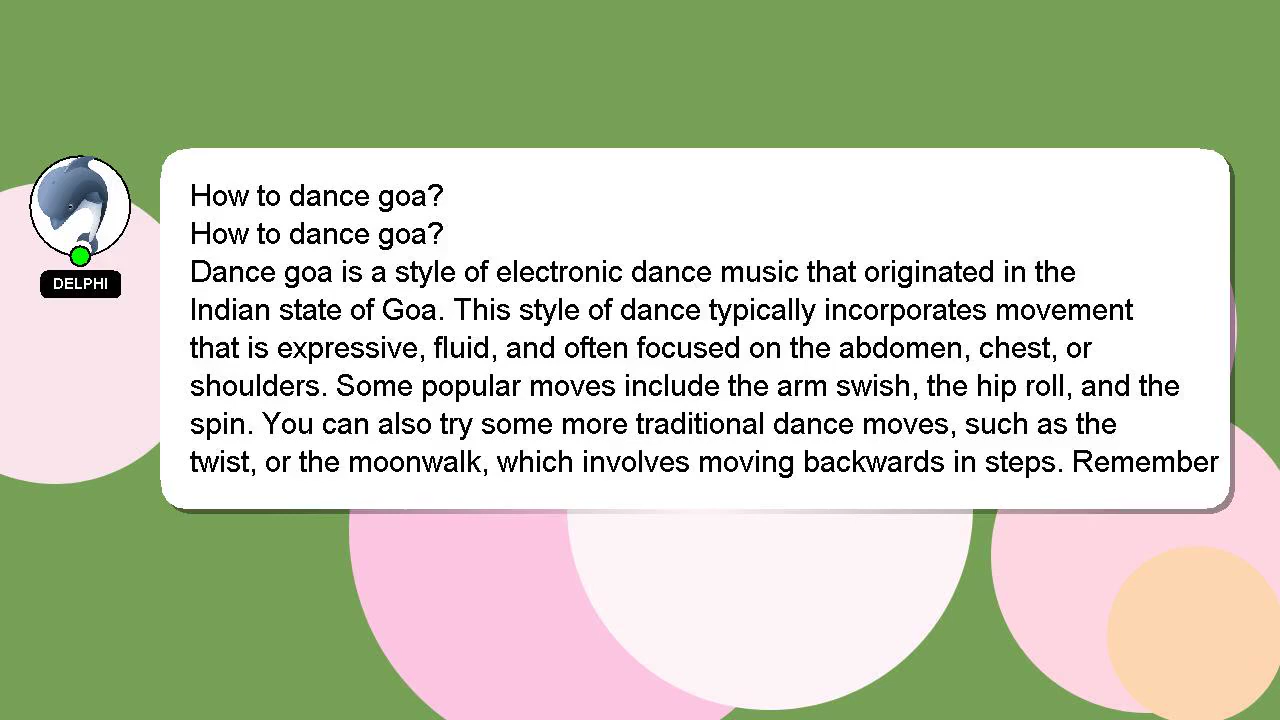 How to dance goa?
How to dance goa?
Dance goa is a style of electronic dance music that originated in the
Indian state of Goa. This style of dance typically incorporates movement
that is expressive, fluid, and often focused on the abdomen, chest, or
shoulders. Some popular moves include the arm swish, the hip roll, and the
spin. You can also try some more traditional dance moves, such as the
twist, or the moonwalk, which involves moving backwards in steps. Remember
DELPHI